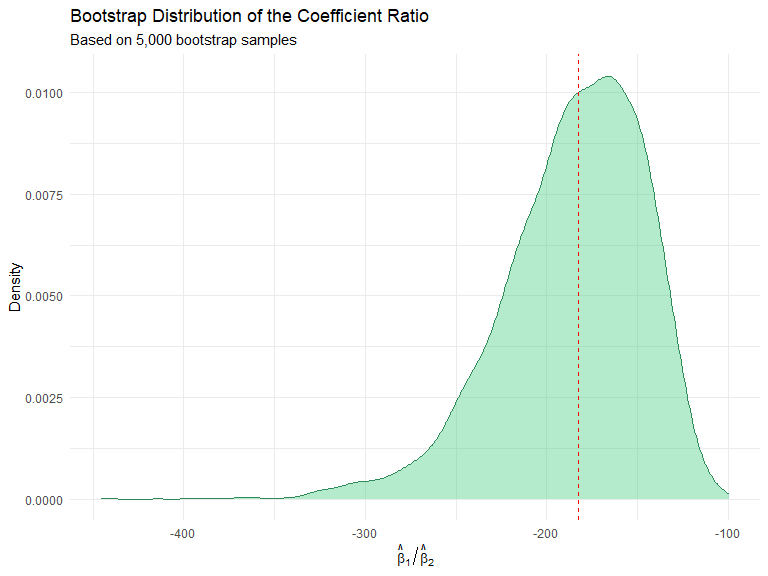 Bootstrap Distribution of the Coefficient Ratio
Based on 5,000 bootstrap samples
0.0100
0.0075
0.0050
0.0025
0.0000
Density
-400
-300
-200
-100
β̂₁/β̂₂